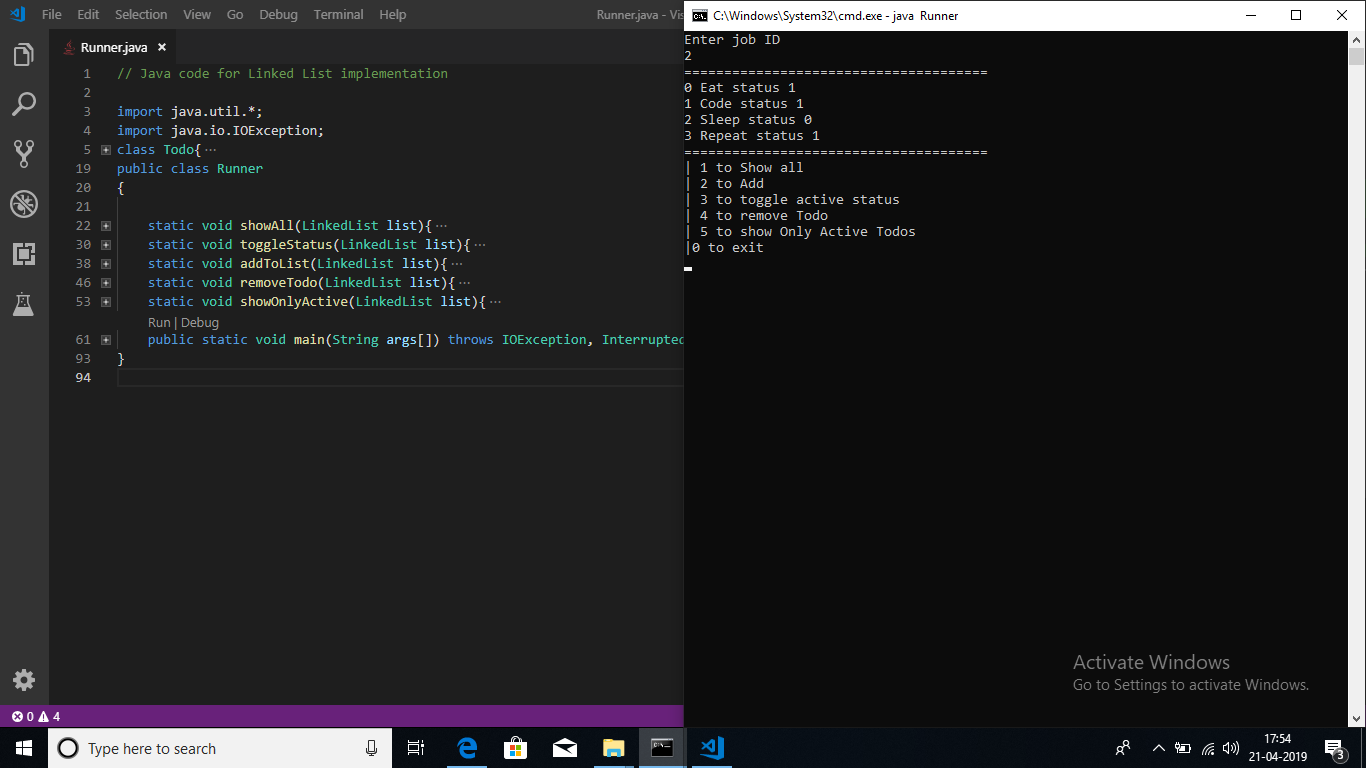 File Edit Selection View Go Debug Terminal Help
Runner.java - Vis
Runner.java ×
1 // Java code for Linked List implementation
2
3 import java.util.*;
4 import java.io.IOException;
5 class Todo{ ···
19 public class Runner
20 {
21
22 static void showAll(LinkedList list){ ···
30 static void toggleStatus(LinkedList list){ ···
38 static void addToList(LinkedList list){ ···
46 static void removeTodo(LinkedList list){ ···
53 static void showOnlyActive(LinkedList list){ ···
Run | Debug
61 public static void main(String args[]) throws IOException, Interrupted
93 }
94
0 4
C:\Windows\System32\cmd.exe - java Runner
Enter job ID
2
======================================
0 Eat status 1
1 Code status 1
2 Sleep status 0
3 Repeat status 1
======================================
| 1 to Show all
| 2 to Add
| 3 to toggle active status
| 4 to remove Todo
| 5 to show Only Active Todos
|0 to exit
Activate Windows
Go to Settings to activate Windows.
Type here to search
17:54
21-04-2019
3